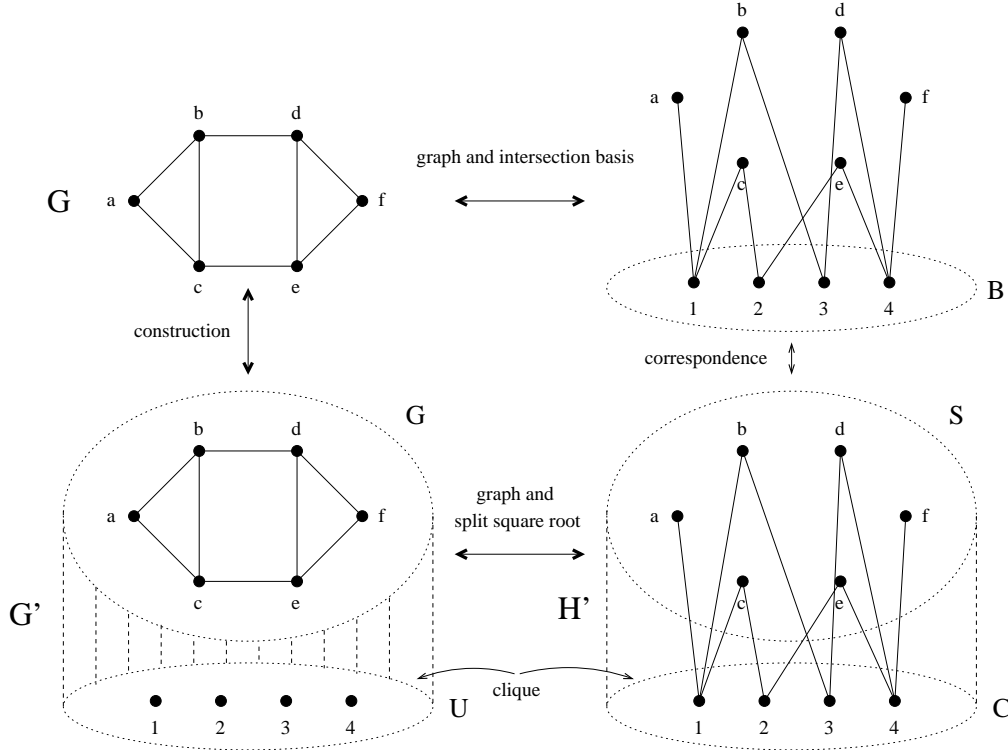 b
d
a
f
c
e
1
2
3
4
B
G
b
d
a
f
c
e
graph and intersection basis
construction
correspondence
G
b
d
a
f
c
e
G'
1
2
3
4
U
graph and
split square root
clique
S
b
d
a
f
c
e
H'
1
2
3
4
C